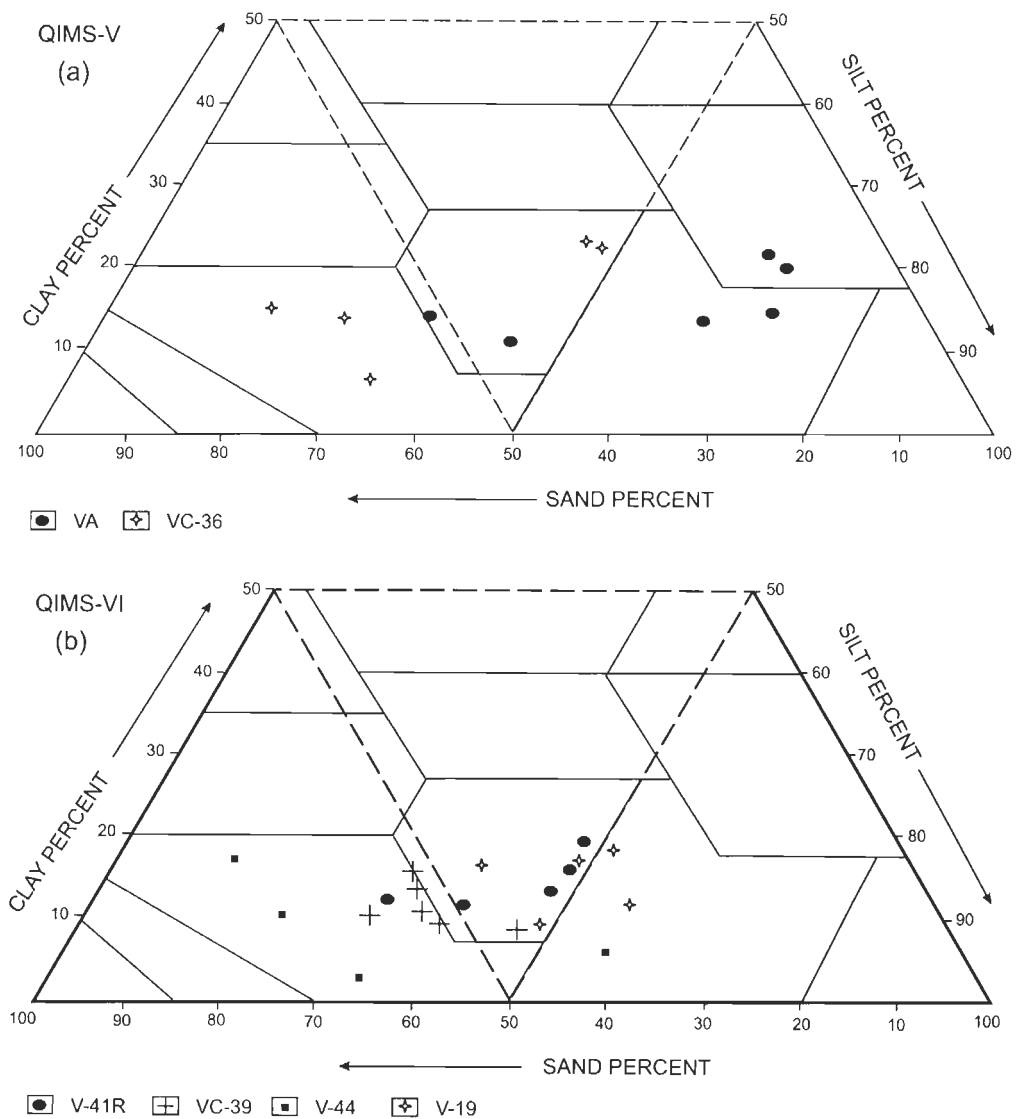 QIMS-V
(a)
50
50
40
60
30
70
20
80
10
90
CLAY PERCENT
SILT PERCENT
100 90 80 70 60 50 40 30 20 10 100
SAND PERCENT
VA VC-36
QIMS-VI
(b)
50
50
40
60
30
70
20
80
10
90
CLAY PERCENT
SILT PERCENT
100 90 80 70 60 50 40 30 20 10 100
SAND PERCENT
V-41R VC-39 V-44 V-19